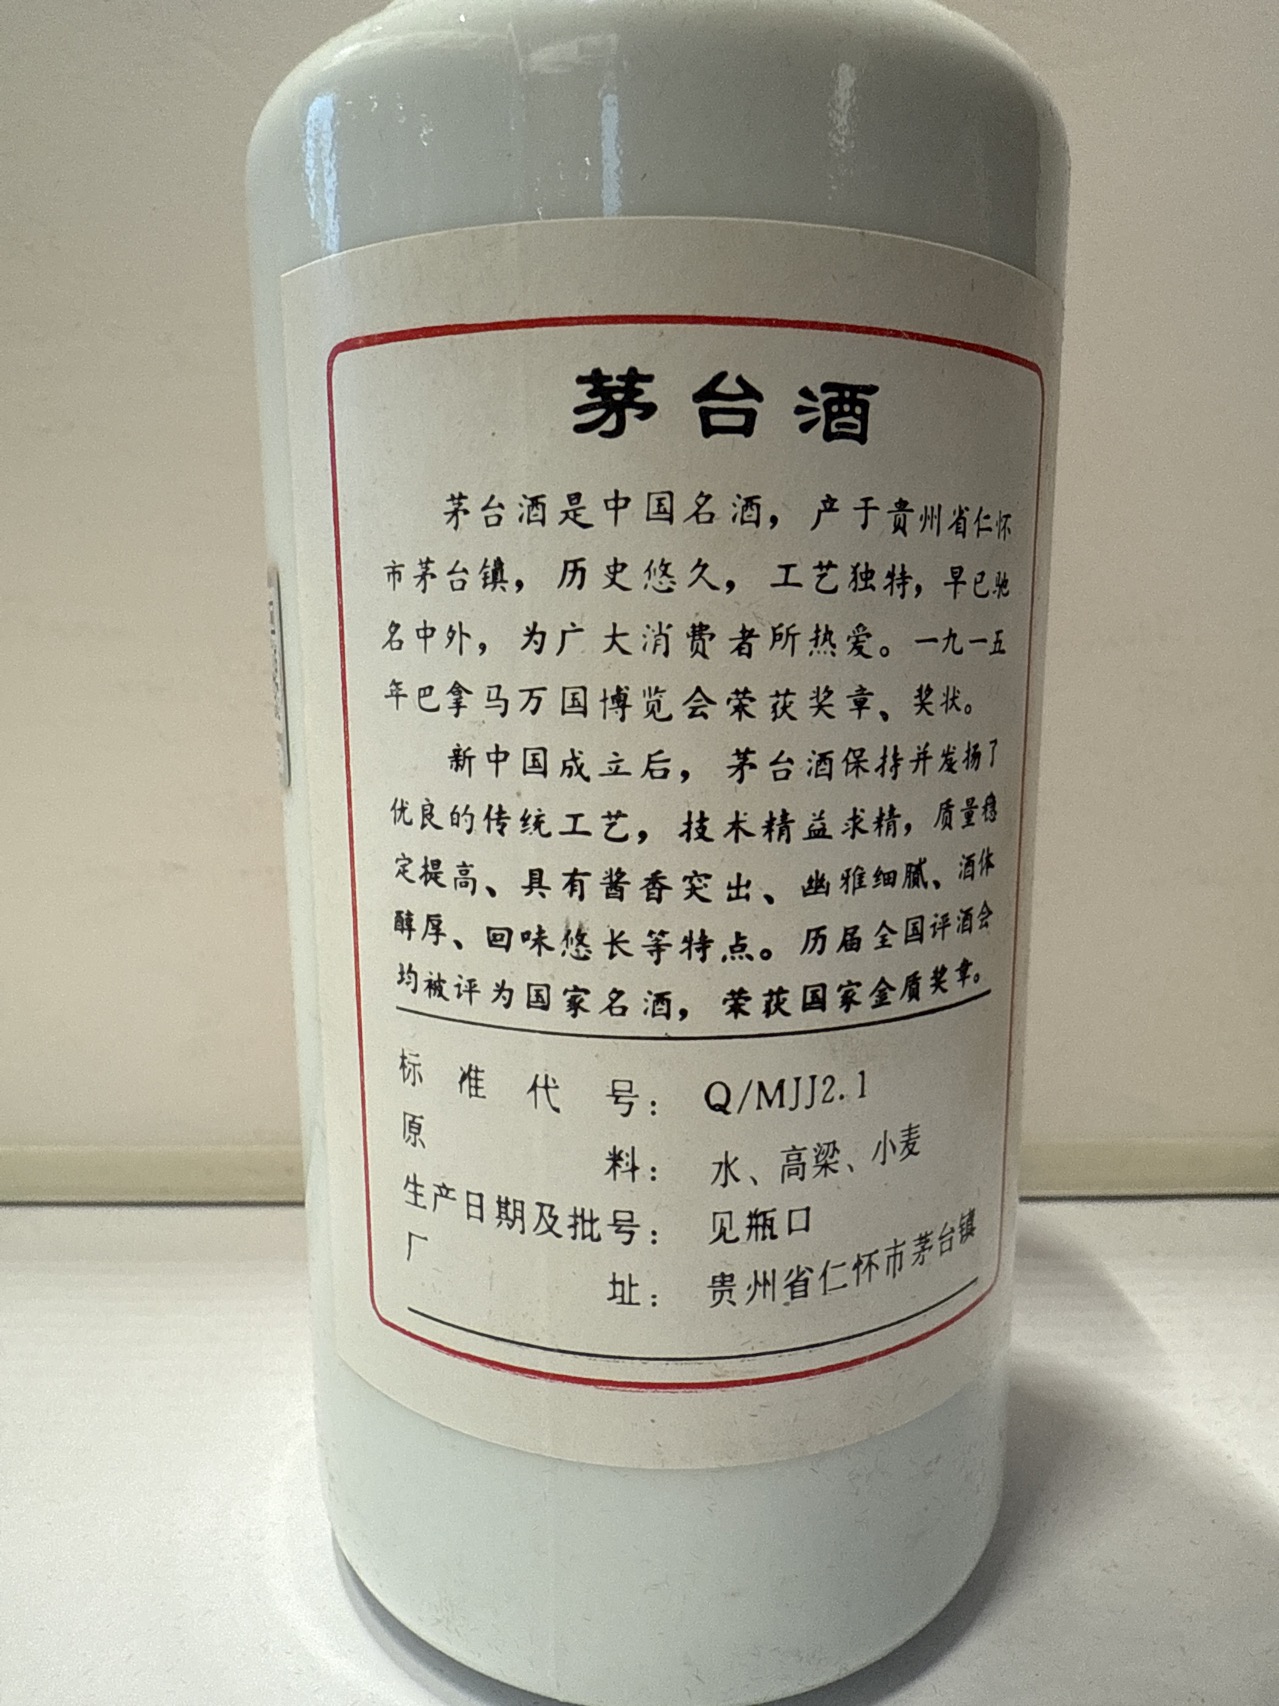 茅台酒
茅台酒是中国名酒，产于贵州省仁怀
市茅台镇，历史悠久，工艺独特，早已驰
名中外，为广大消费者所热爱。一九一五
年巴拿马万国博览会荣获奖章、奖状。
新中国成立后，茅台酒保持并发扬了
优良的传统工艺，技术精益求精，质量稳
定提高、具有酱香突出、幽雅细腻、酒体
醇厚、回味悠长等特点。历届全国评酒会
均被评为国家名酒，荣获国家金质奖章。
标准代号：Q/MJJ2.1
原料：水、高粱、小麦
生产日期及批号：见瓶口
厂址：贵州省仁怀市茅台镇